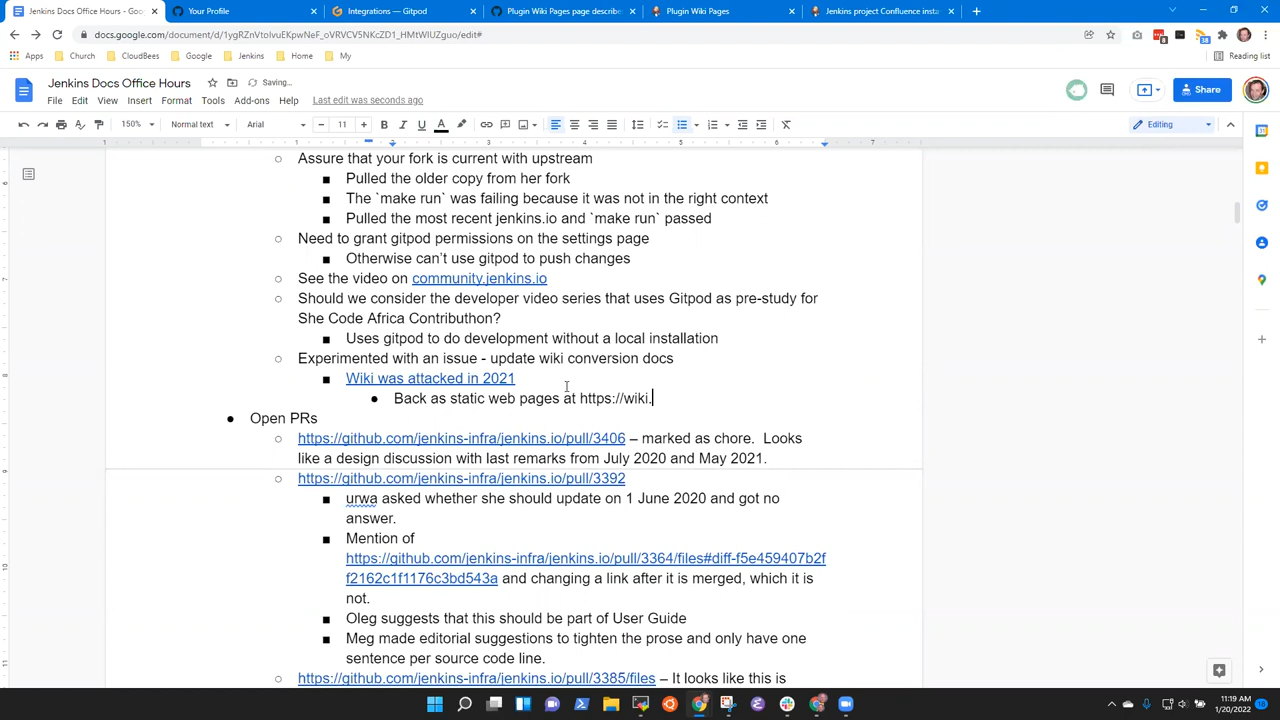 Jenkins Docs Office Hours - Goo
Your Profile
Integrations — Gitpod
Plugin Wiki Pages page describe
Plugin Wiki Pages
Jenkins project Confluence insta
docs.google.com/document/d/1ygRZnVtoIvuEKpwNeF_oVRVCV5NKcZD1_HMtWIUZguo/edit#
Apps
Church
CloudBees
Google
Jenkins
Home
My
Reading list
Jenkins Docs Office Hours
Saving...
File Edit View Insert Format Tools Add-ons Help Last edit was seconds ago
Share
150% Normal text Arial 11 Editing
Assure that your fork is current with upstream
Pulled the older copy from her fork
The `make run` was failing because it was not in the right context
Pulled the most recent jenkins.io and `make run` passed
Need to grant gitpod permissions on the settings page
Otherwise can’t use gitpod to push changes
See the video on community.jenkins.io
Should we consider the developer video series that uses Gitpod as pre-study for
She Code Africa Contributhon?
Uses gitpod to do development without a local installation
Experimented with an issue - update wiki conversion docs
Wiki was attacked in 2021
Back as static web pages at https://wiki.
Open PRs
https://github.com/jenkins-infra/jenkins.io/pull/3406 – marked as chore. Looks
like a design discussion with last remarks from July 2020 and May 2021.
https://github.com/jenkins-infra/jenkins.io/pull/3392
urwa asked whether she should update on 1 June 2020 and got no
answer.
Mention of
https://github.com/jenkins-infra/jenkins.io/pull/3364/files#diff-f5e459407b2f
f2162c1f1176c3bd543a and changing a link after it is merged, which it is
not.
Oleg suggests that this should be part of User Guide
Meg made editorial suggestions to tighten the prose and only have one
sentence per source code line.
https://github.com/jenkins-infra/jenkins.io/pull/3385/files – It looks like this is
11:19 AM
1/20/2022